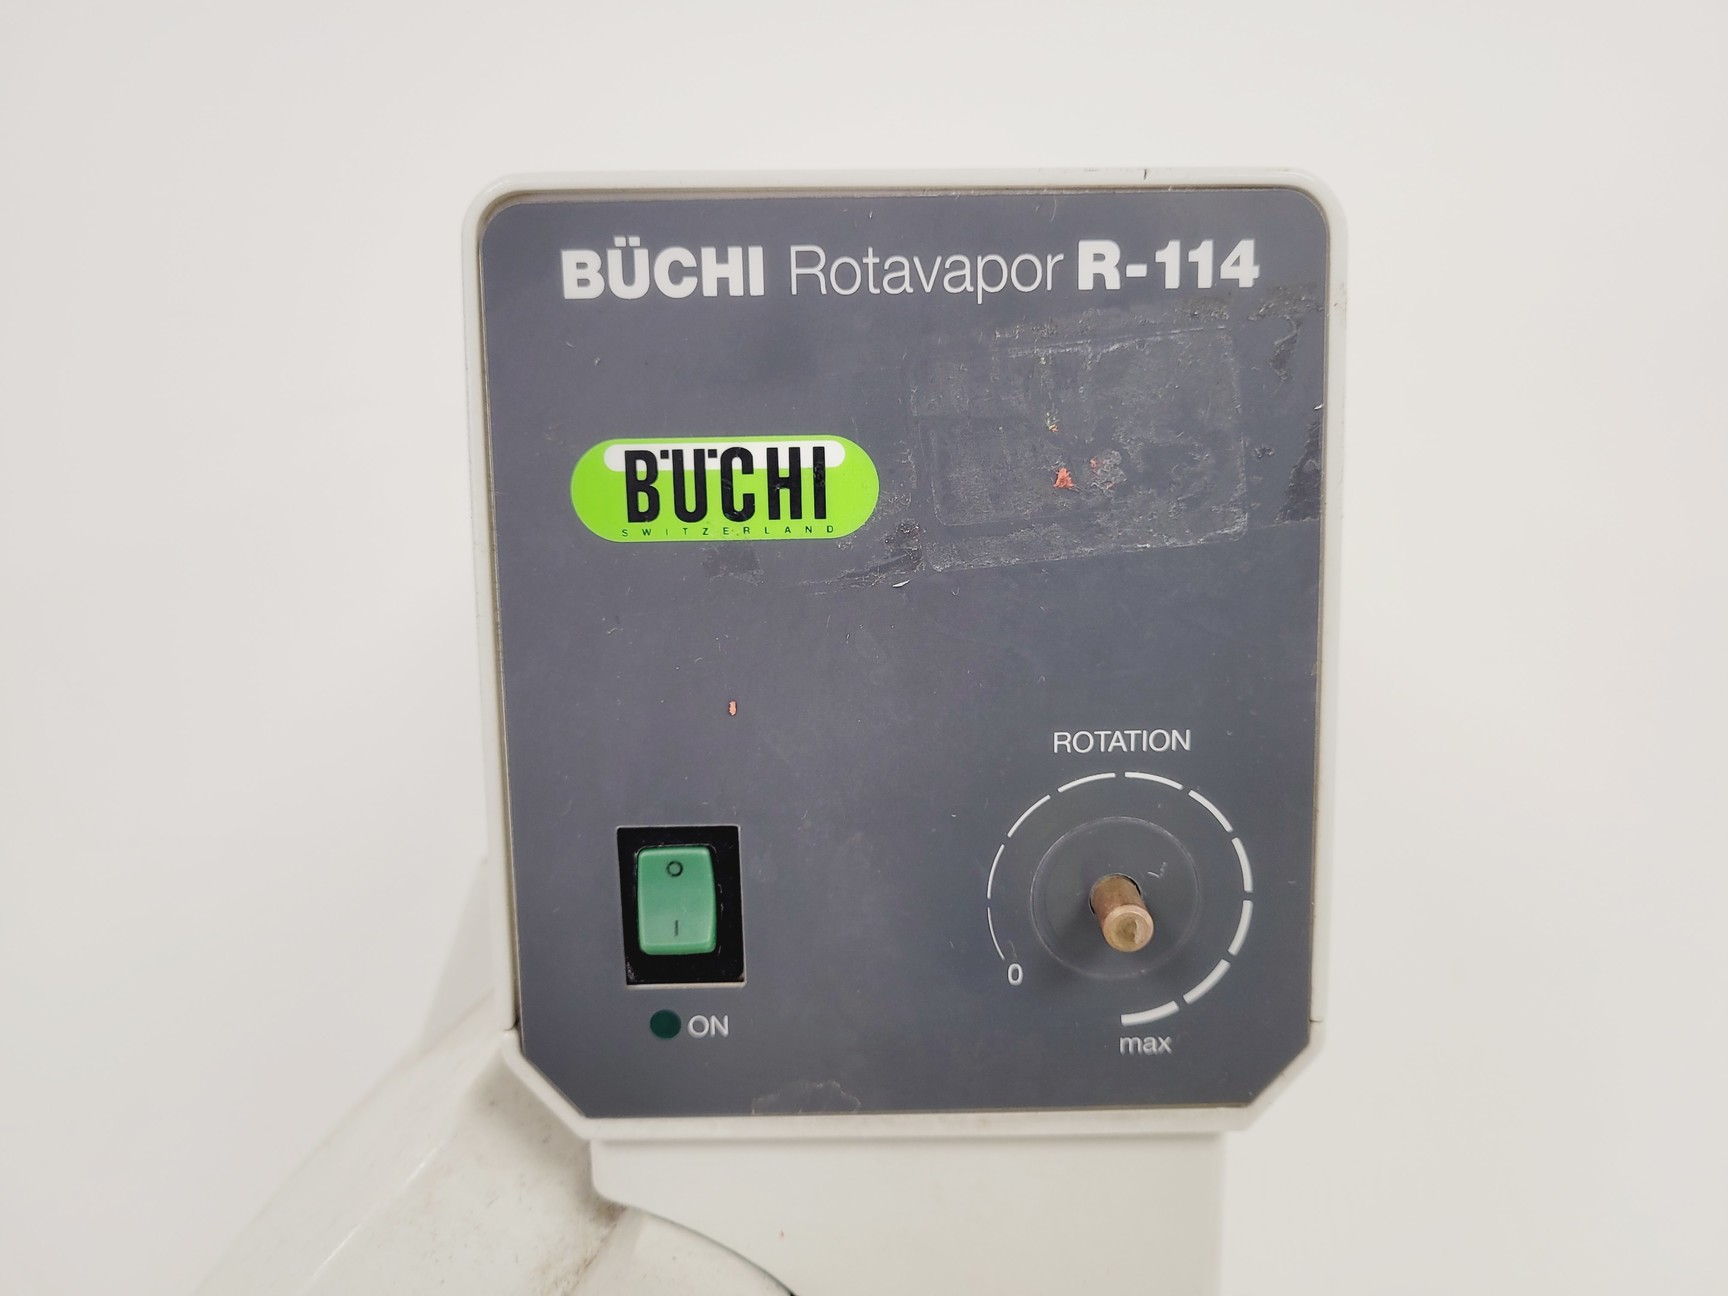 BÜCHI Rotavapor R-114
BÜCHI
SWITZERLAND
ROTATION
O
I
0
ON
max